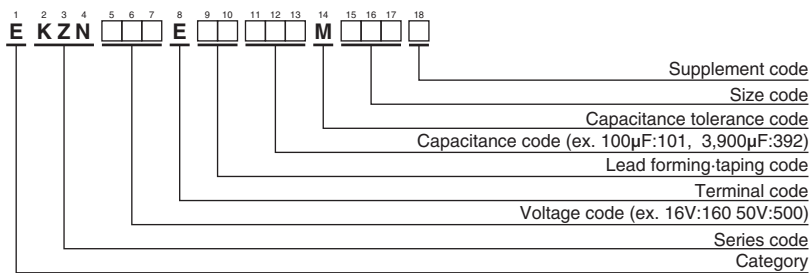 1 2 3 4 5 6 7 8 9 10 11 12 13 14 15 16 17 18
E KZN E M
Supplement code
Size code
Capacitance tolerance code
Capacitance code (ex. 100µF:101, 3,900µF:392)
Lead forming·taping code
Terminal code
Voltage code (ex. 16V:160 50V:500)
Series code
Category